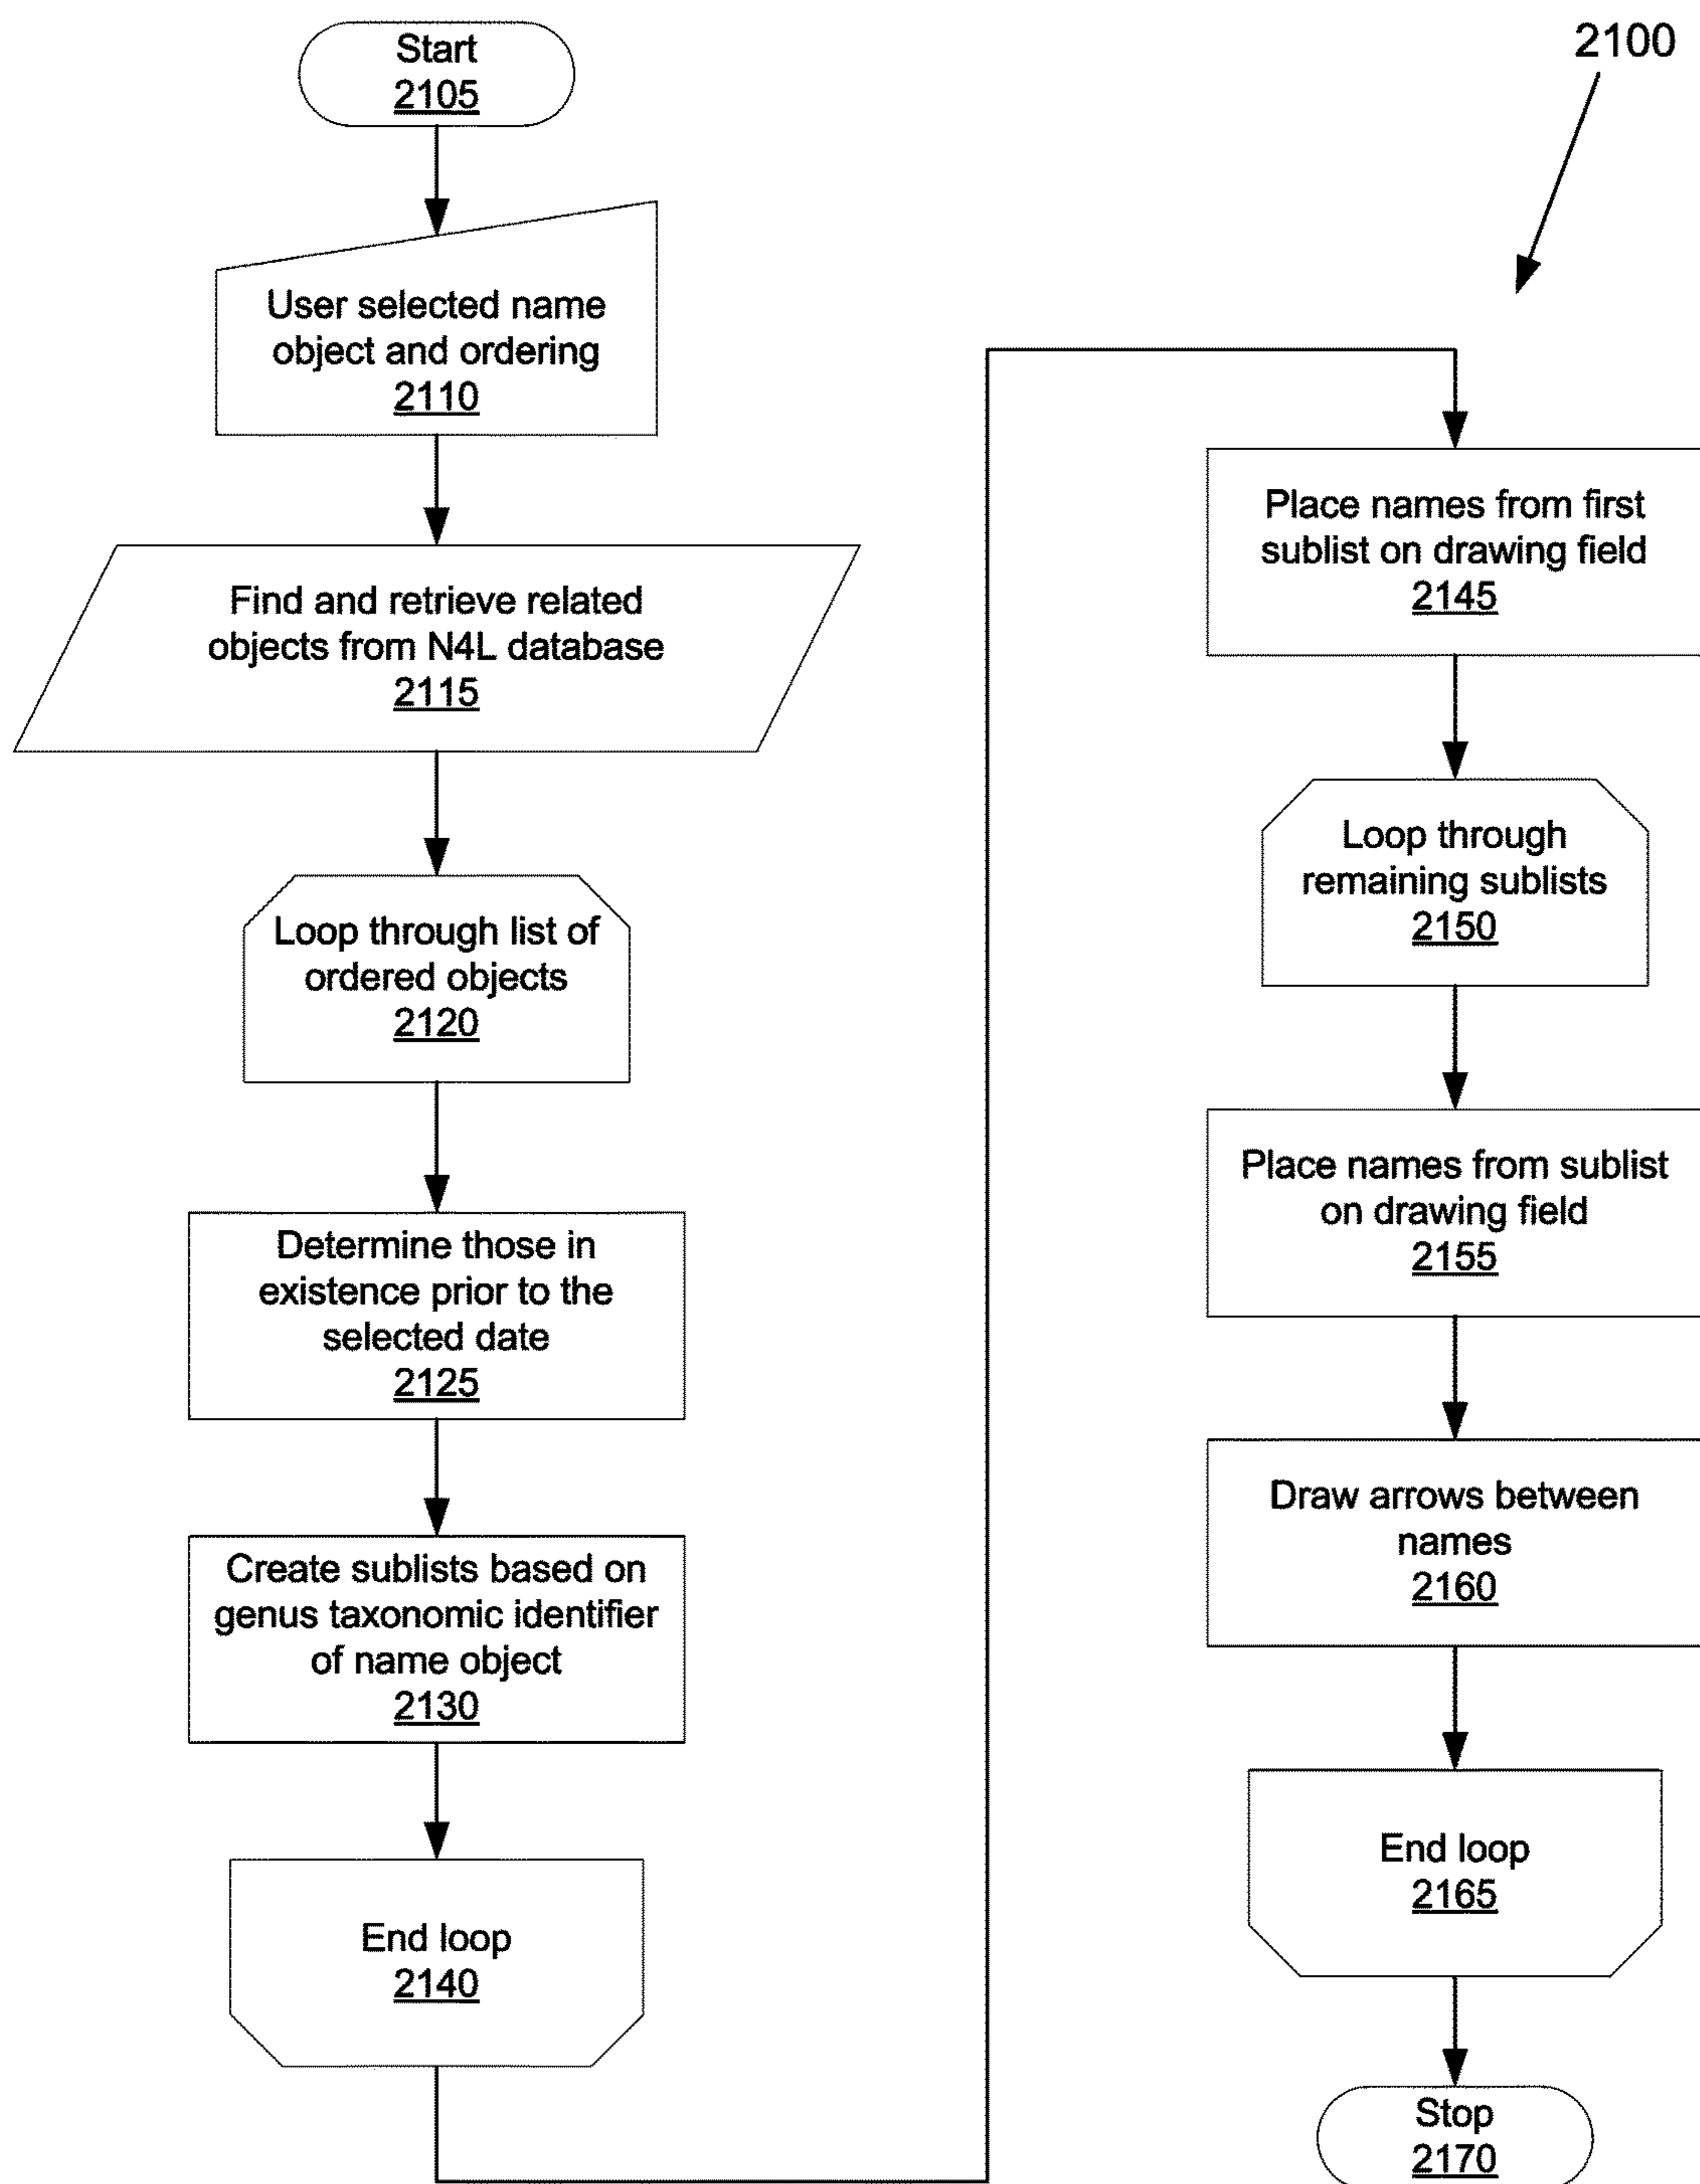 Start
2105
User selected name
object and ordering
2110
Find and retrieve related
objects from N4L database
2115
Loop through list of
ordered objects
2120
Determine those in
existence prior to the
selected date
2125
Create sublists based on
genus taxonomic identifier
of name object
2130
End loop
2140
2100
Place names from first
sublist on drawing field
2145
Loop through
remaining sublists
2150
Place names from sublist
on drawing field
2155
Draw arrows between
names
2160
End loop
2165
Stop
2170